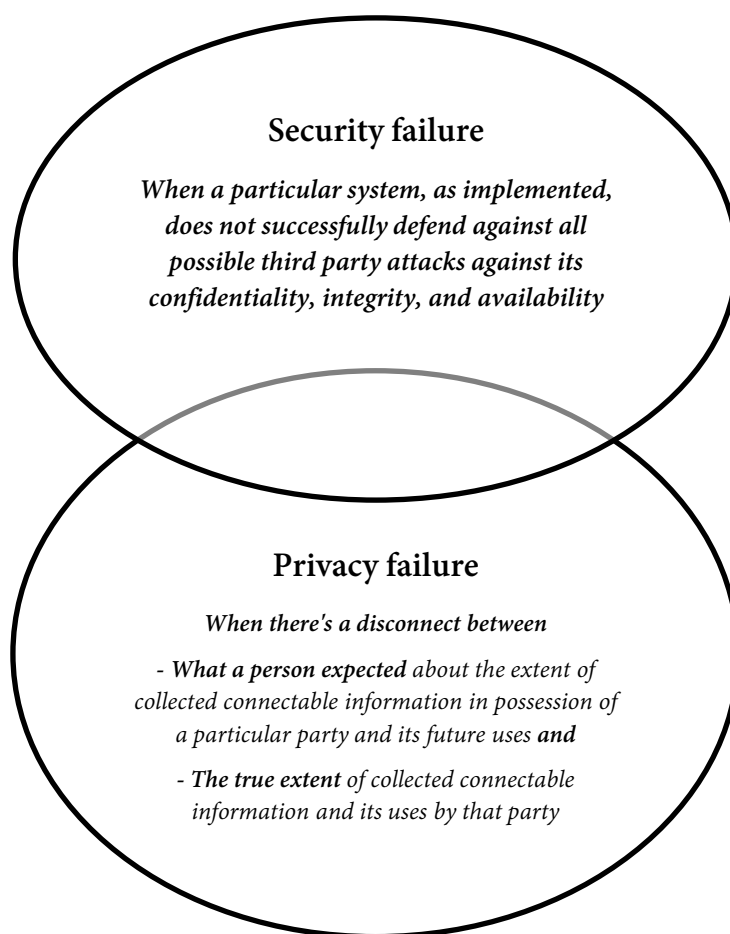 Security failure
When a particular system, as implemented,
does not successfully defend against all
possible third party attacks against its
confidentiality, integrity, and availability
Privacy failure
When there's a disconnect between
- What a person expected about the extent of
collected connectable information in possession of
a particular party and its future uses and
- The true extent of collected connectable
information and its uses by that party